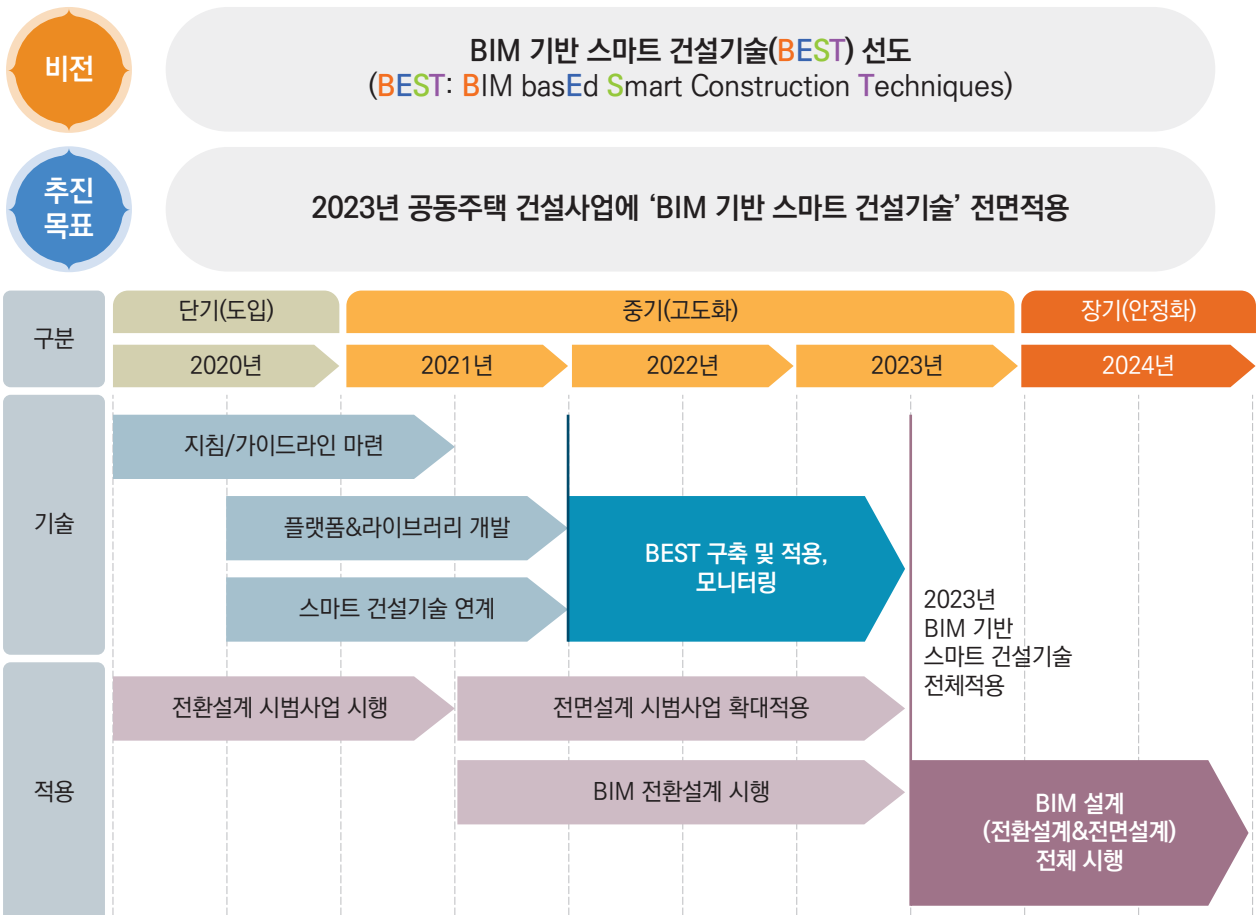 비전
BIM 기반 스마트 건설기술(BEST) 선도
(BEST: BIM basEd Smart Construction Techniques)
추진
목표
2023년 공동주택 건설사업에 ‘BIM 기반 스마트 건설기술’ 전면적용
구분
단기(도입)
중기(고도화)
장기(안정화)
2020년
2021년
2022년
2023년
2024년
기술
지침/가이드라인 마련
플랫폼&라이브러리 개발
스마트 건설기술 연계
BEST 구축 및 적용,
모니터링
2023년
BIM 기반
스마트 건설기술
전체적용
적용
전환설계 시범사업 시행
전면설계 시범사업 확대적용
BIM 전환설계 시행
BIM 설계
(전환설계&전면설계)
전체 시행